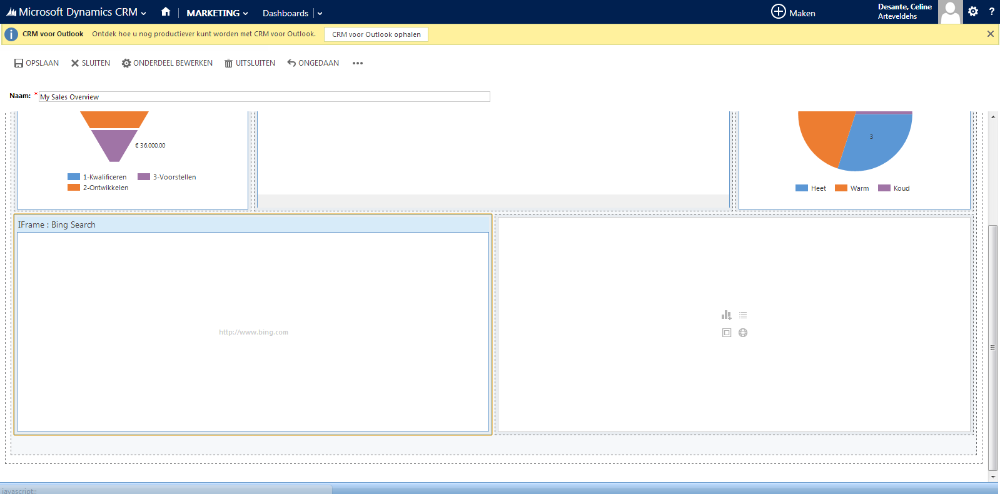 Microsoft Dynamics CRM MARKETING Dashboards Maken Desante, Celine
Arteveldehs
?
i CRM voor Outlook Ontdek hoe u nog productiever kunt worden met CRM voor Outlook. CRM voor Outlook ophalen
OPSLAAN SLUITEN ONDERDEEL BEWERKEN UITSLUITEN ONGEDAAN •••
Naam: * My Sales Overview
€ 36.000,00
3
1-Kwalificeren 3-Voorstellen
2-Ontwikkelen
Heet Warm Koud
IFrame : Bing Search
http://www.bing.com
javascript:;